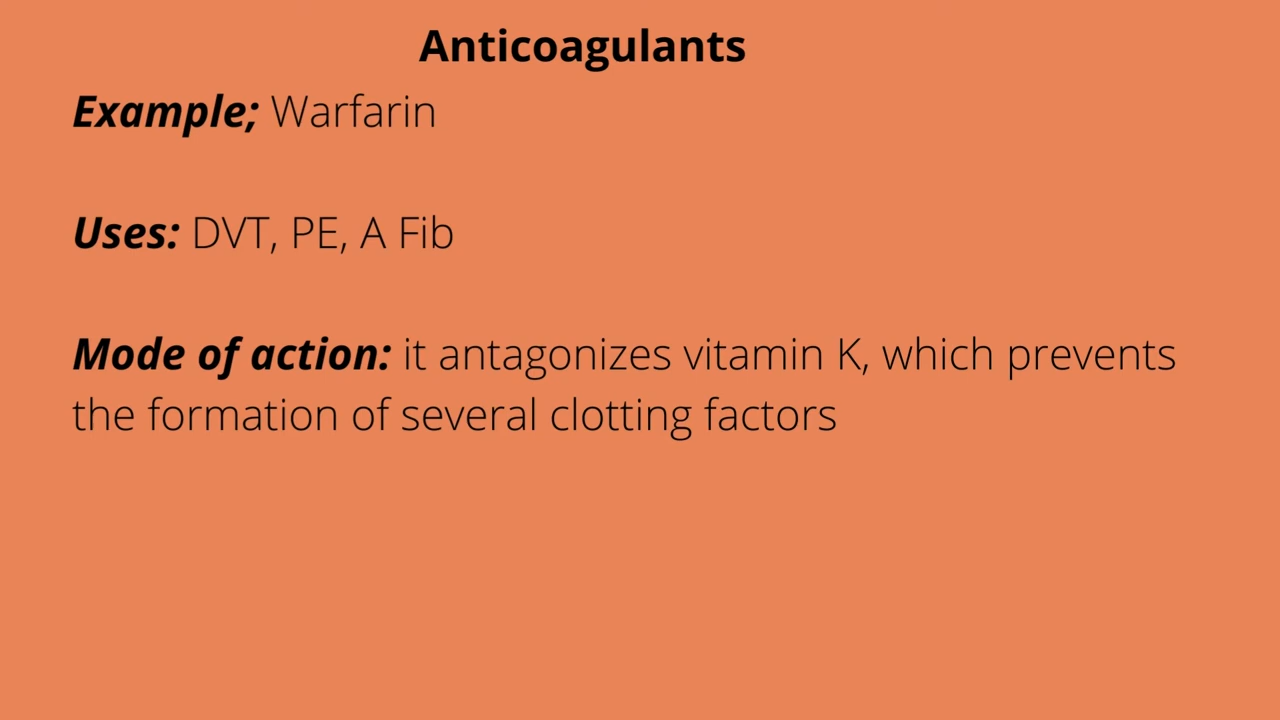 Anticoagulants
Example; Warfarin
Uses: DVT, PE, A Fib
Mode of action: it antagonizes vitamin K, which prevents
the formation of several clotting factors